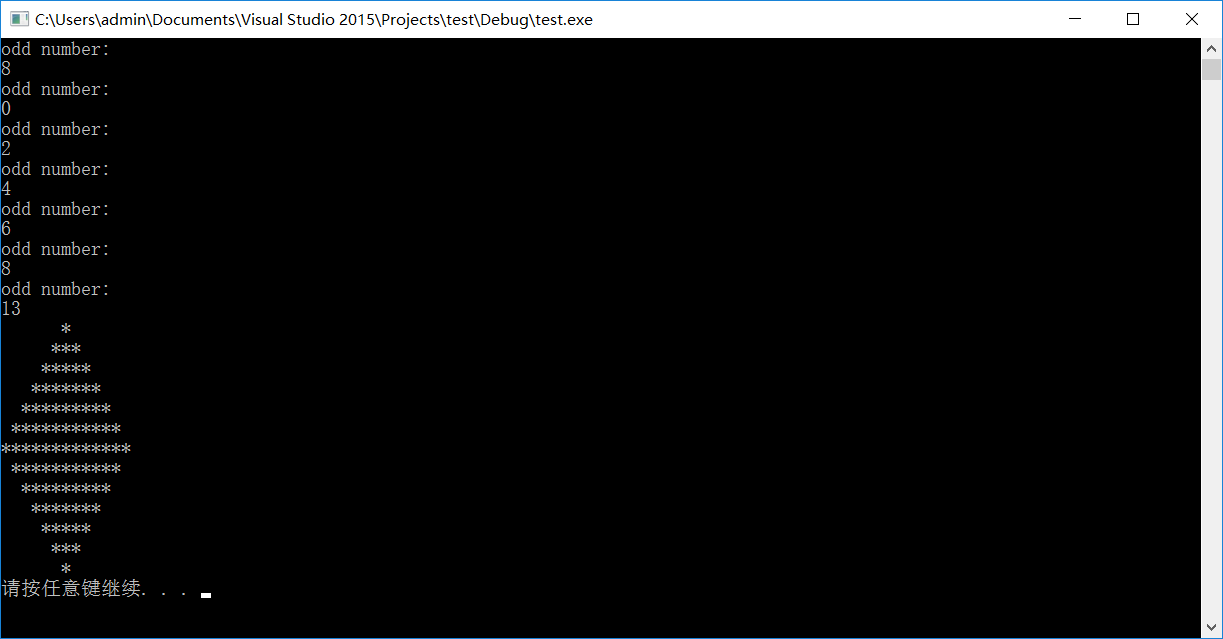 C:\Users\admin\Documents\Visual Studio 2015\Projects\test\Debug\test.exe
odd number:
8
odd number:
0
odd number:
2
odd number:
4
odd number:
6
odd number:
8
odd number:
13
      *
     ***
    *****
   *******
  *********
 ***********
*************
 ***********
  *********
   *******
    *****
     ***
      *
请按任意键继续. . .